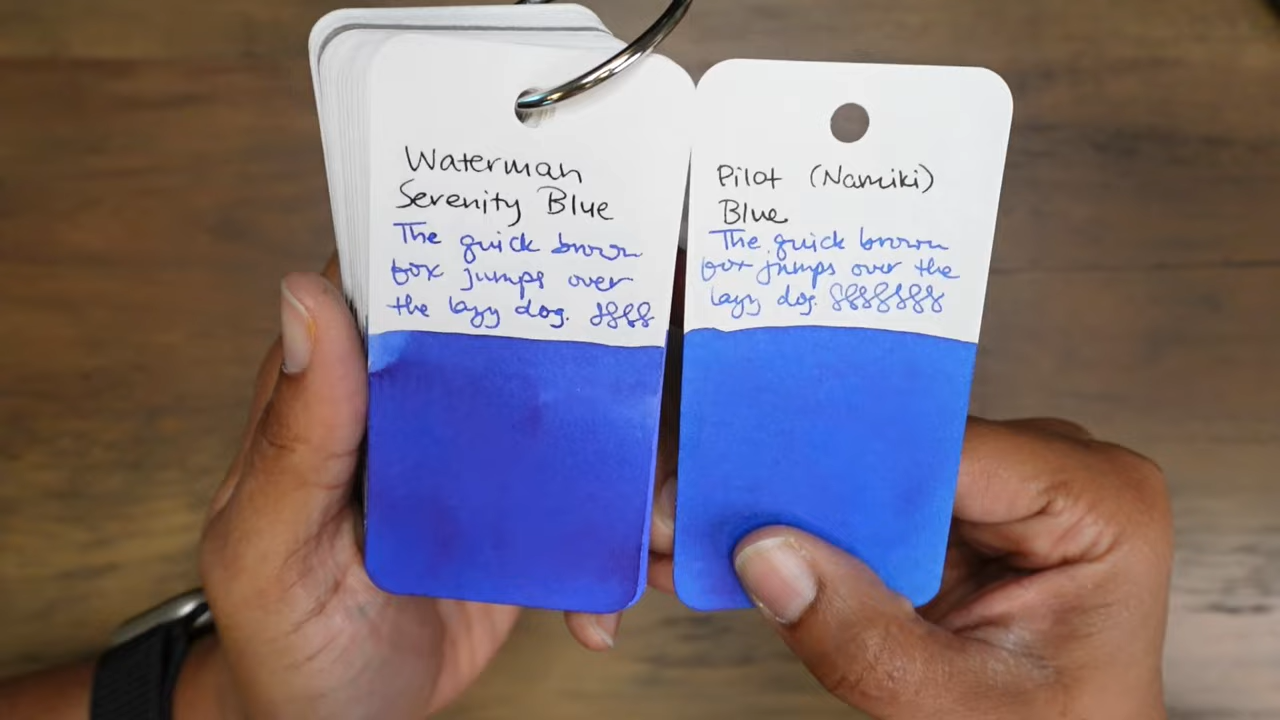 Waterman
Serenity Blue
The quick brown
fox jumps over
the lazy dog.
Pilot (Namiki)
Blue
The quick brown
fox jumps over the
lazy dog.